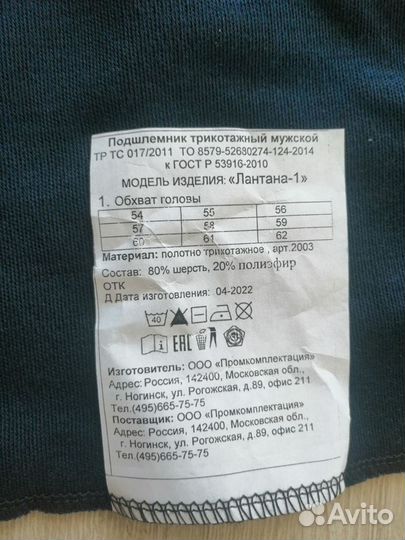 Подшлемник трикотажный мужской
ТР ТС 017/2011 ТО 8579-52680274-124-2014
к ГОСТ Р 53916-2010
МОДЕЛЬ ИЗДЕЛИЯ: «Лантана-1»
1. Обхват головы
54 55 56
57 58 59
60 61 62
Материал: полотно трикотажное , арт.2003
Состав: 80% шерсть, 20% полиэфир
ОТК
Д Дата изготовления: 04-2022
40
EAC
Изготовитель: ООО «Промкомплектация»
Адрес: Россия, 142400, Московская обл.,
г. Ногинск, ул. Рогожская, д.89, офис 211
Тел.(495)665-75-75
Поставщик: ООО «Промкомплектация»
Адрес: Россия, 142400, Московская обл.,
г. Ногинск, ул. Рогожская, д.89, офис 211
Тел.(495)665-75-75
Avito